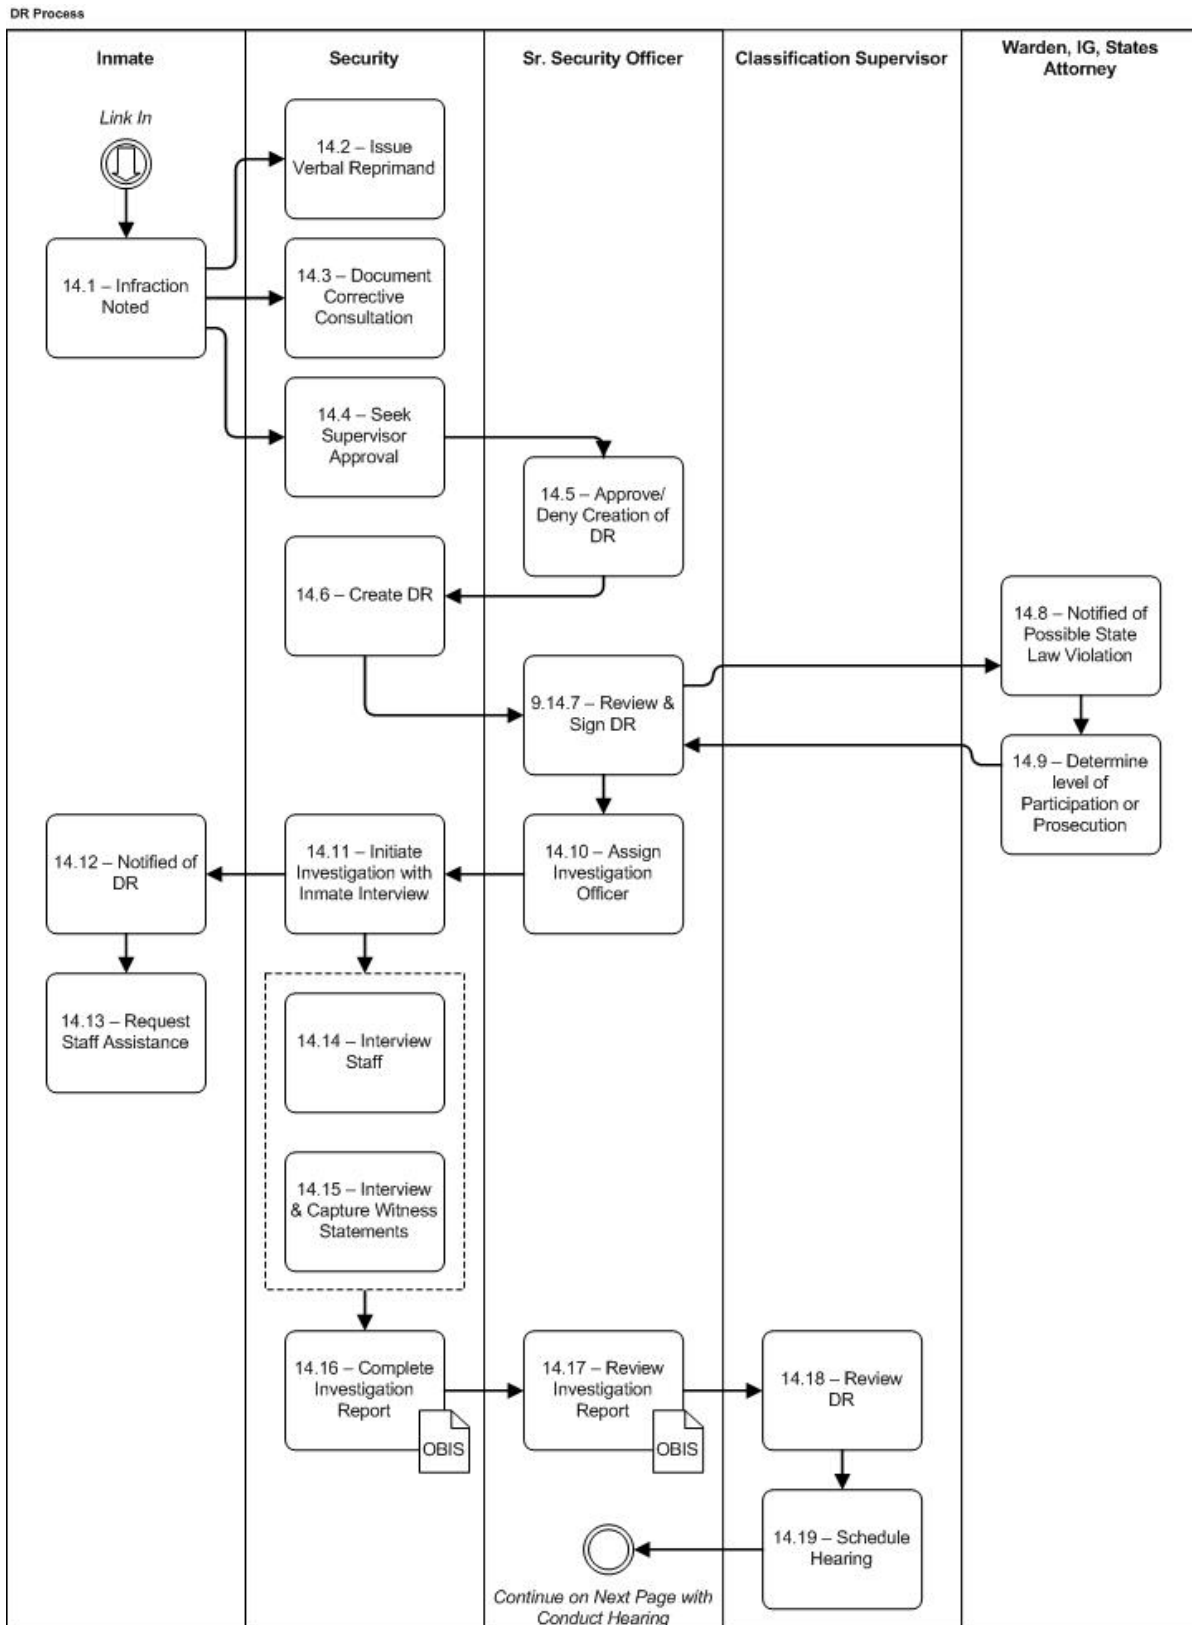 DR Process
Inmate
Security
Sr. Security Officer
Classification Supervisor
Warden, IG, States
Attorney
Link In
14.2 – Issue
Verbal Reprimand
14.1 – Infraction
Noted
14.3 – Document
Corrective
Consultation
14.4 – Seek
Supervisor
Approval
14.5 – Approve/
Deny Creation of
DR
14.6 – Create DR
14.8 – Notified of
Possible State
Law Violation
9.14.7 – Review &
Sign DR
14.9 – Determine
level of
Participation or
Prosecution
14.12 – Notified of
DR
14.11 – Initiate
Investigation with
Inmate Interview
14.10 – Assign
Investigation
Officer
14.13 – Request
Staff Assistance
14.14 – Interview
Staff
14.15 – Interview
& Capture Witness
Statements
14.16 – Complete
Investigation
Report
OBIS
14.17 – Review
Investigation
Report
OBIS
14.18 – Review
DR
14.19 – Schedule
Hearing
Continue on Next Page with
Conduct Hearing